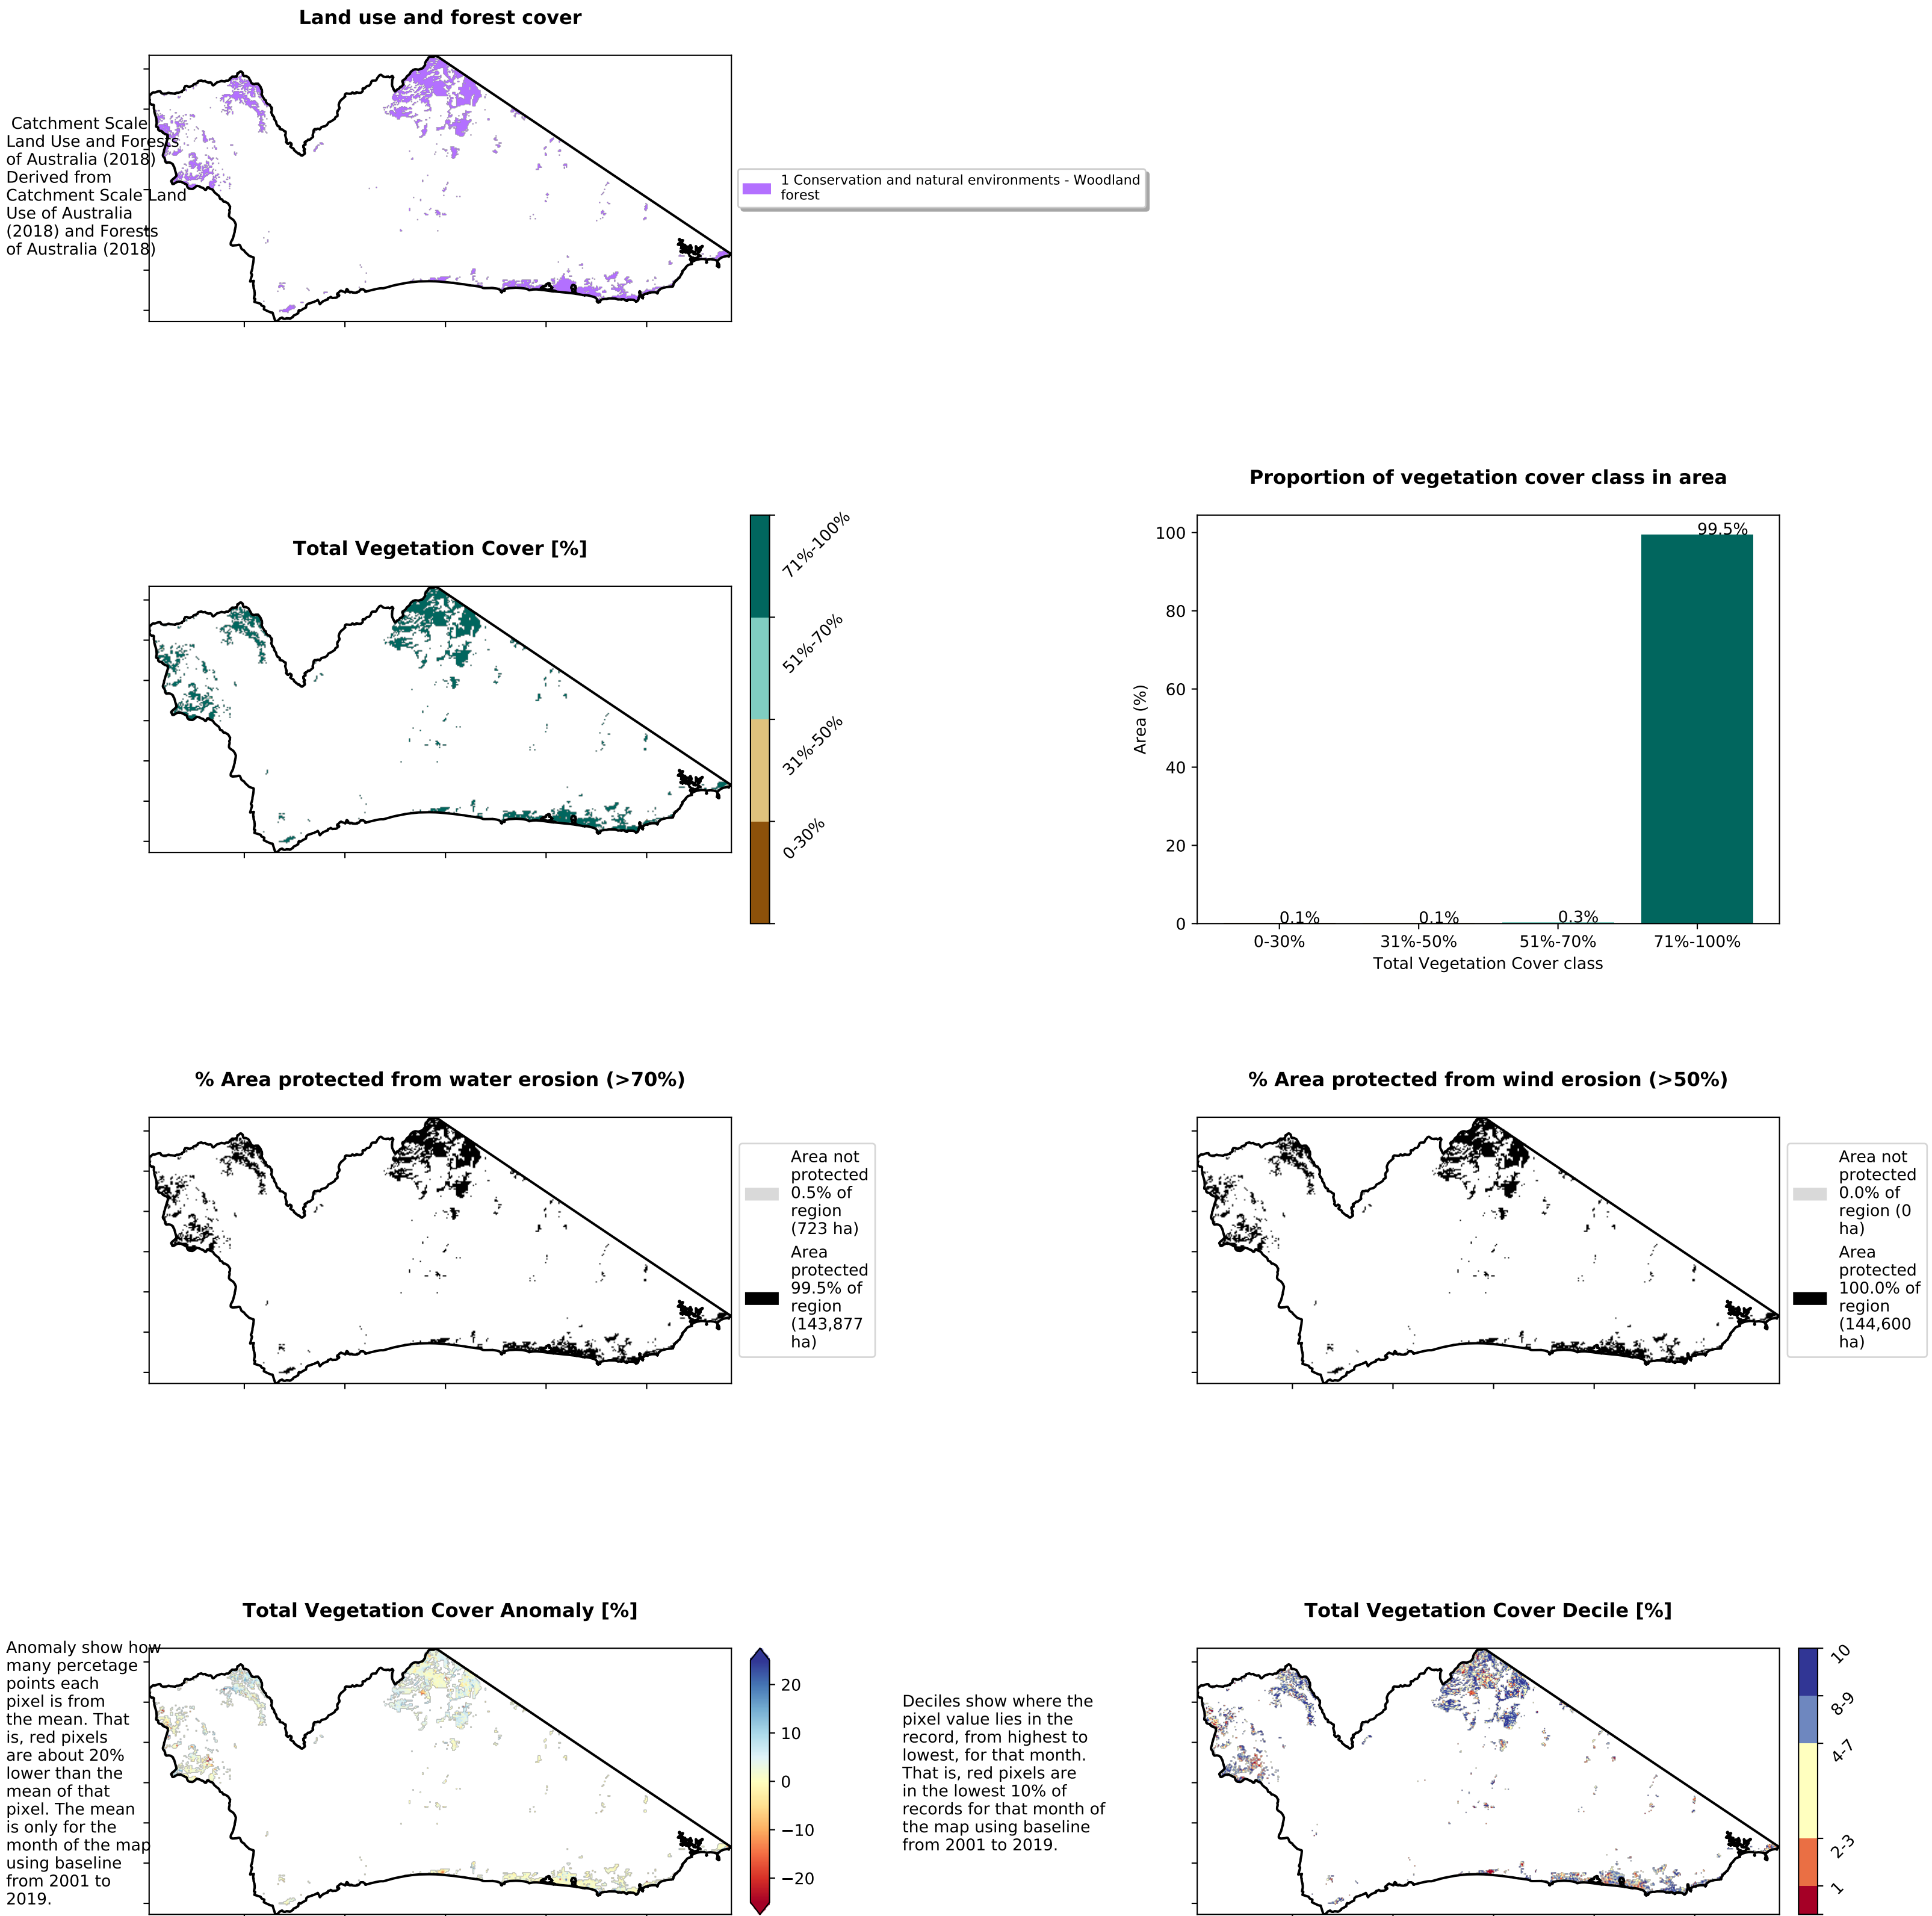 Land use and forest cover
Catchment Scale
Land Use and Forests
of Australia (2018)
Derived from
Catchment Scale Land
Use of Australia
(2018) and Forests
of Australia (2018)
1 Conservation and natural environments - Woodland
forest
Total Vegetation Cover [%]
71%-100%
51%-70%
31%-50%
0-30%
Proportion of vegetation cover class in area
Area (%)
100
80
60
40
20
0
99.5%
0.1%
0.1%
0.3%
0-30%
31%-50%
51%-70%
71%-100%
Total Vegetation Cover class
% Area protected from water erosion (>70%)
Area not
protected
0.5% of
region
(723 ha)
Area
protected
99.5% of
region
(143,877
ha)
% Area protected from wind erosion (>50%)
Area not
protected
0.0% of
region (0
ha)
Area
protected
100.0% of
region
(144,600
ha)
Total Vegetation Cover Anomaly [%]
Anomaly show how
many percetage
points each
pixel is from
the mean. That
is, red pixels
are about 20%
lower than the
mean of that
pixel. The mean
is only for the
month of the map
using baseline
from 2001 to
2019.
20
10
0
−10
−20
Total Vegetation Cover Decile [%]
Deciles show where the
pixel value lies in the
record, from highest to
lowest, for that month.
That is, red pixels are
in the lowest 10% of
records for that month of
the map using baseline
from 2001 to 2019.
10
8-9
4-7
2-3
1